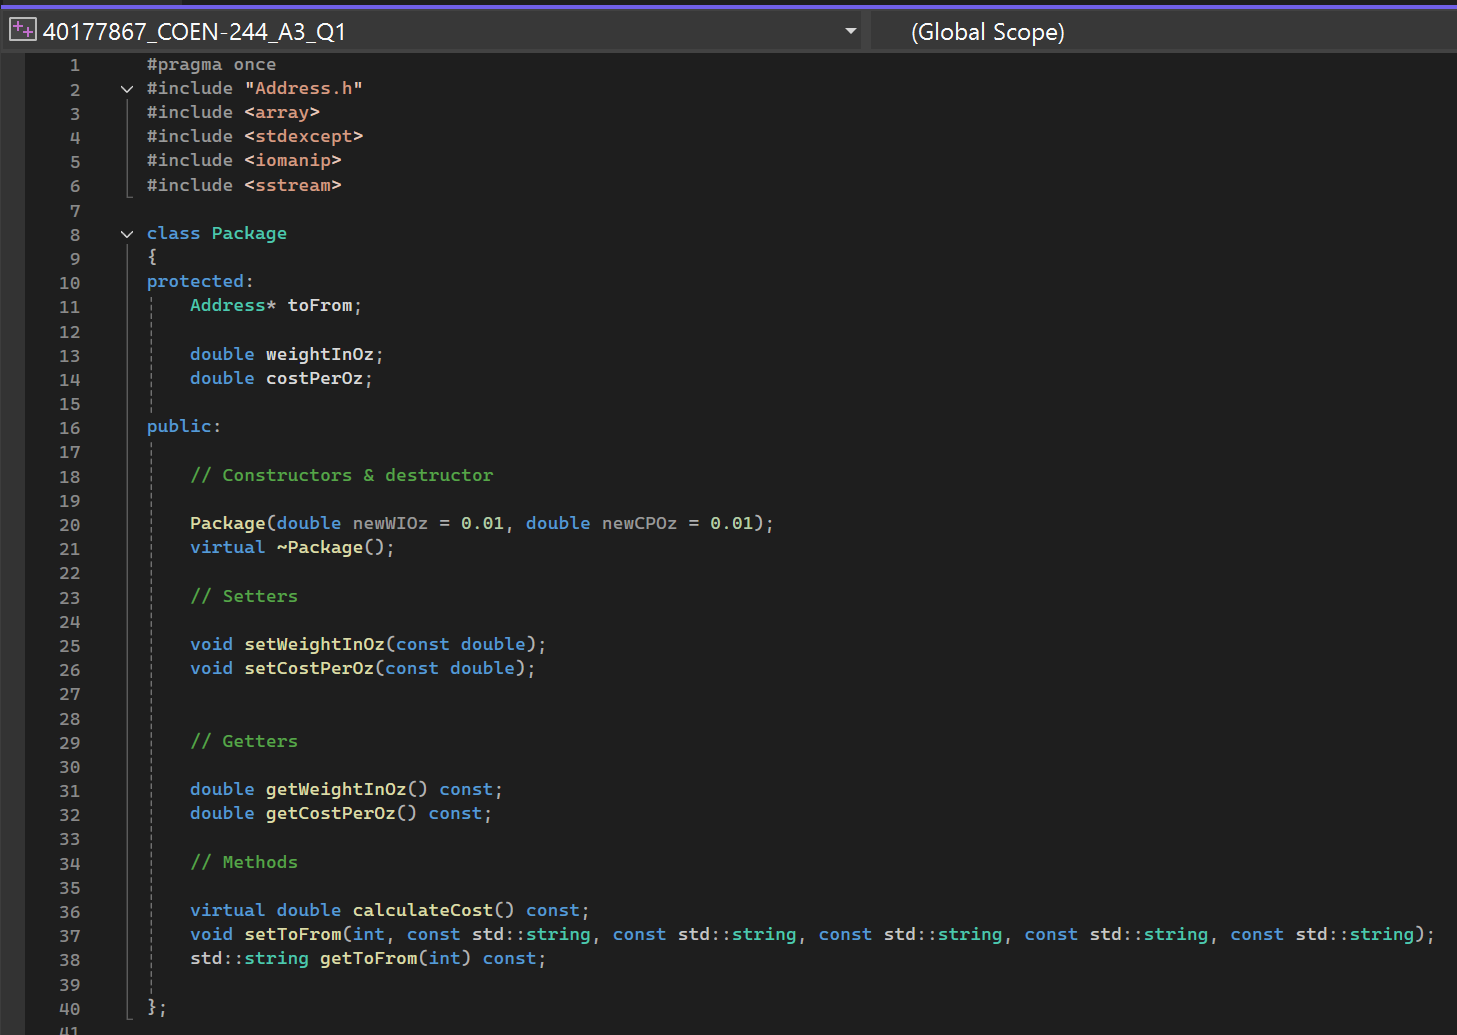 40177867_COEN-244_A3_Q1 (Global Scope)
1 #pragma once
2 #include "Address.h"
3 #include <array>
4 #include <stdexcept>
5 #include <iomanip>
6 #include <sstream>
7
8 class Package
9 {
10 protected:
11 Address* toFrom;
12
13 double weightInOz;
14 double costPerOz;
15
16 public:
17
18 // Constructors & destructor
19
20 Package(double newWIOz = 0.01, double newCPOz = 0.01);
21 virtual ~Package();
22
23 // Setters
24
25 void setWeightInOz(const double);
26 void setCostPerOz(const double);
27
28
29 // Getters
30
31 double getWeightInOz() const;
32 double getCostPerOz() const;
33
34 // Methods
35
36 virtual double calculateCost() const;
37 void setToFrom(int, const std::string, const std::string, const std::string, const std::string, const std::string);
38 std::string getToFrom(int) const;
39
40 };
41